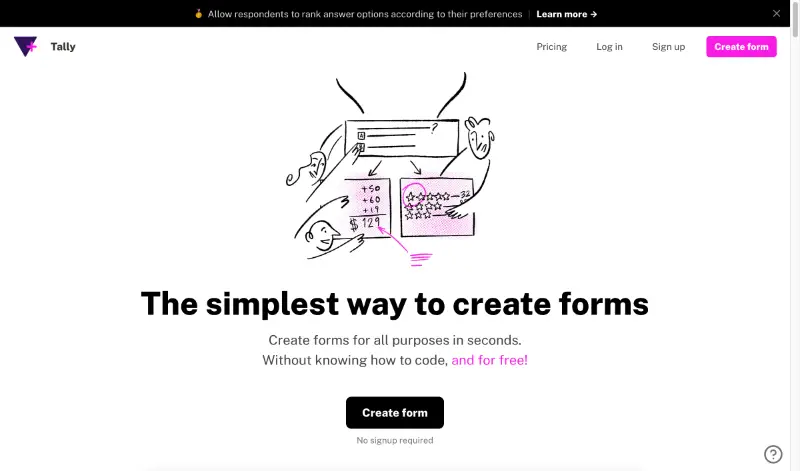 🏅 Allow respondents to rank answer options according to their preferences | Learn more →
Tally
Pricing
Log in
Sign up
Create form
?
A
B
+50
+60
+19
$129
32
The simplest way to create forms
Create forms for all purposes in seconds.
Without knowing how to code, and for free!
Create form
No signup required
?